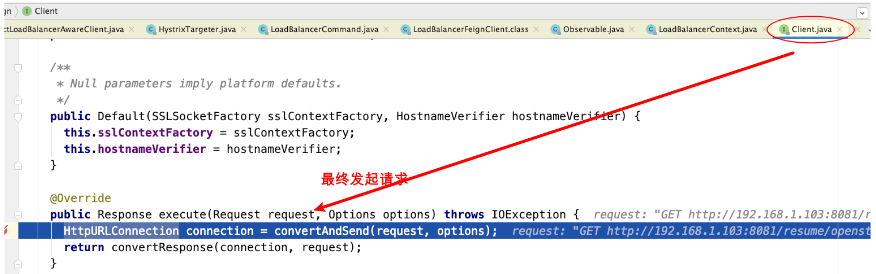 gn Client
ctLoadBalancerAwareClient.java HystrixTargeter.java LoadBalancerCommand.java LoadBalancerFeignClient.class Observable.java LoadBalancerContext.java Client.java
/**
* Null parameters imply platform defaults.
*/
public Default(SSLSocketFactory sslContextFactory, HostnameVerifier hostnameVerifier) {
this.sslContextFactory = sslContextFactory;
this.hostnameVerifier = hostnameVerifier;
}
最终发起请求
@Override
public Response execute(Request request, Options options) throws IOException { request: "GET http://192.168.1.103:8081/r
HttpURLConnection connection = convertAndSend(request, options); request: "GET http://192.168.1.103:8081/resume/openst
return convertResponse(connection, request);
}